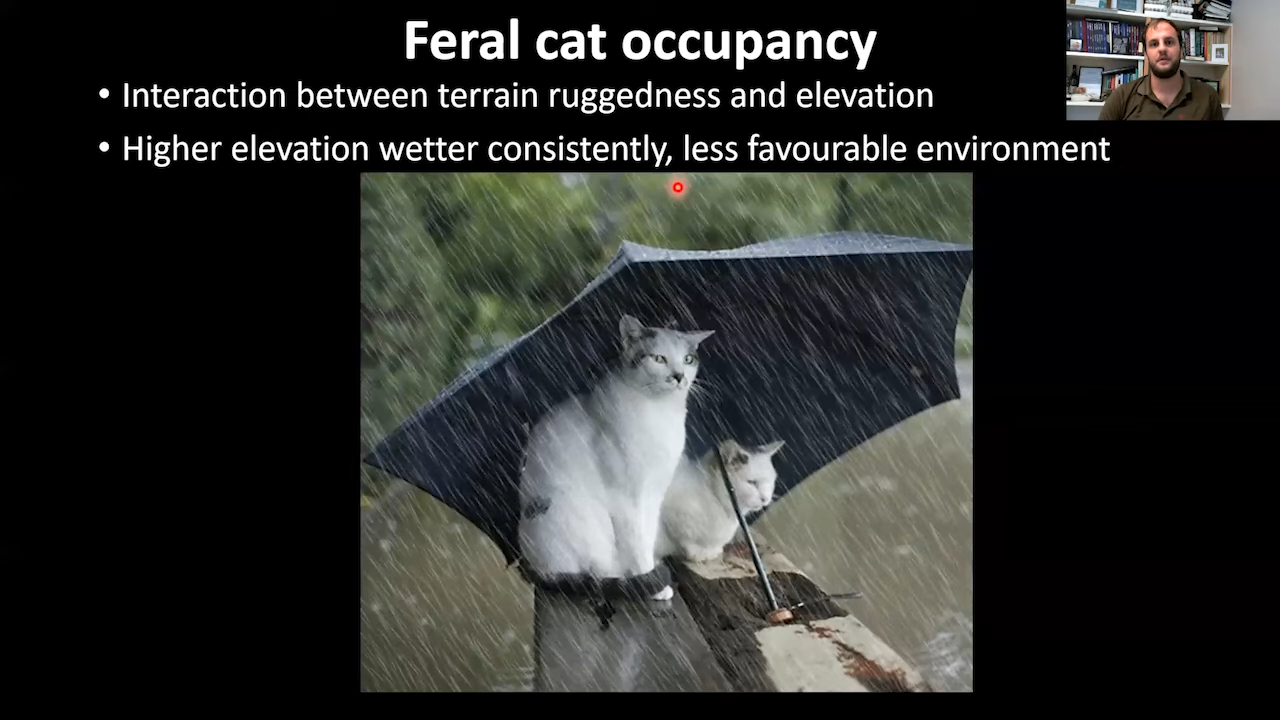 Feral cat occupancy
• Interaction between terrain ruggedness and elevation
• Higher elevation wetter consistently, less favourable environment